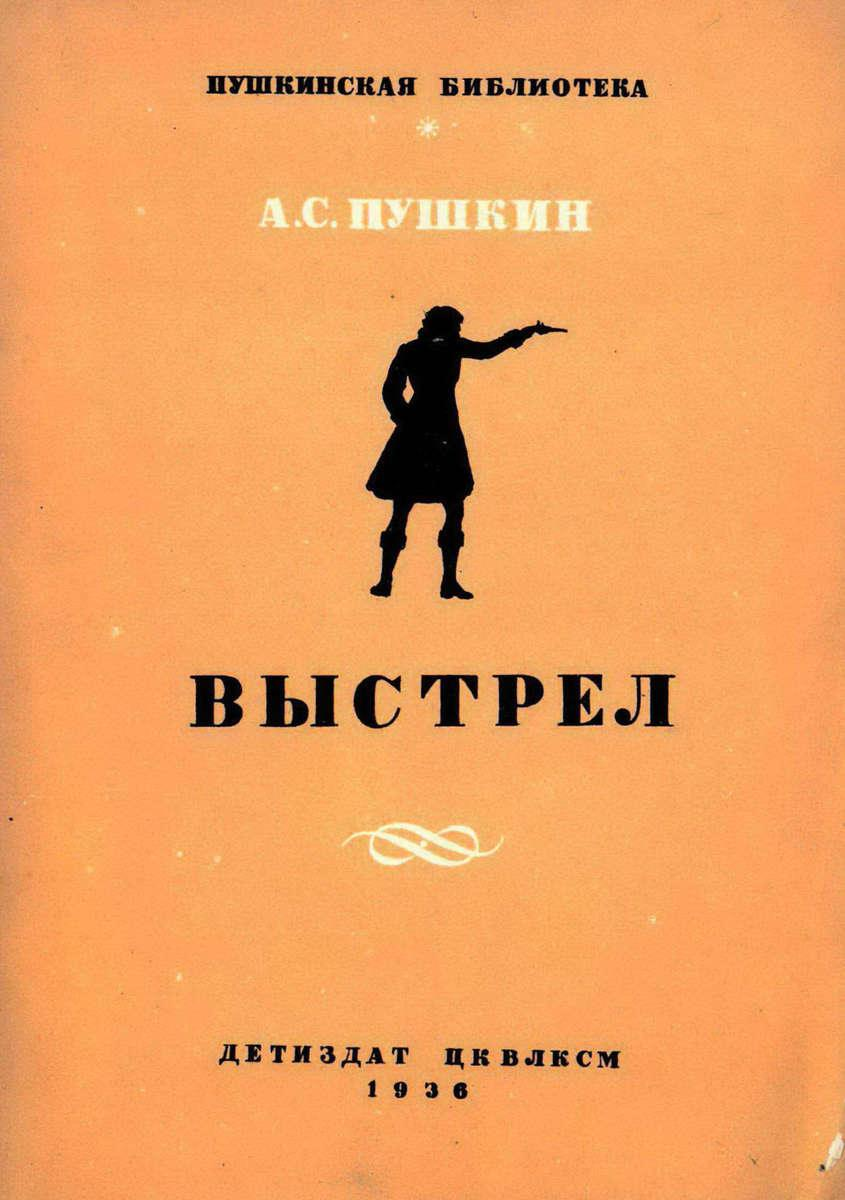 ПУШКИНСКАЯ БИБЛИОТЕКА
А.С. ПУШКИН
ВЫСТРЕЛ
ДЕТИЗДАТ ЦК ВЛКСМ
1936